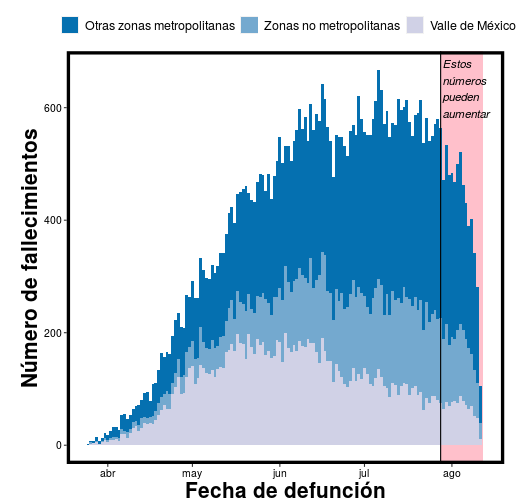 Otras zonas metropolitanas Zonas no metropolitanas Valle de México
Estos
números
pueden
aumentar
600
400
200
0
Número de fallecimientos
abr may jun jul ago
Fecha de defunción